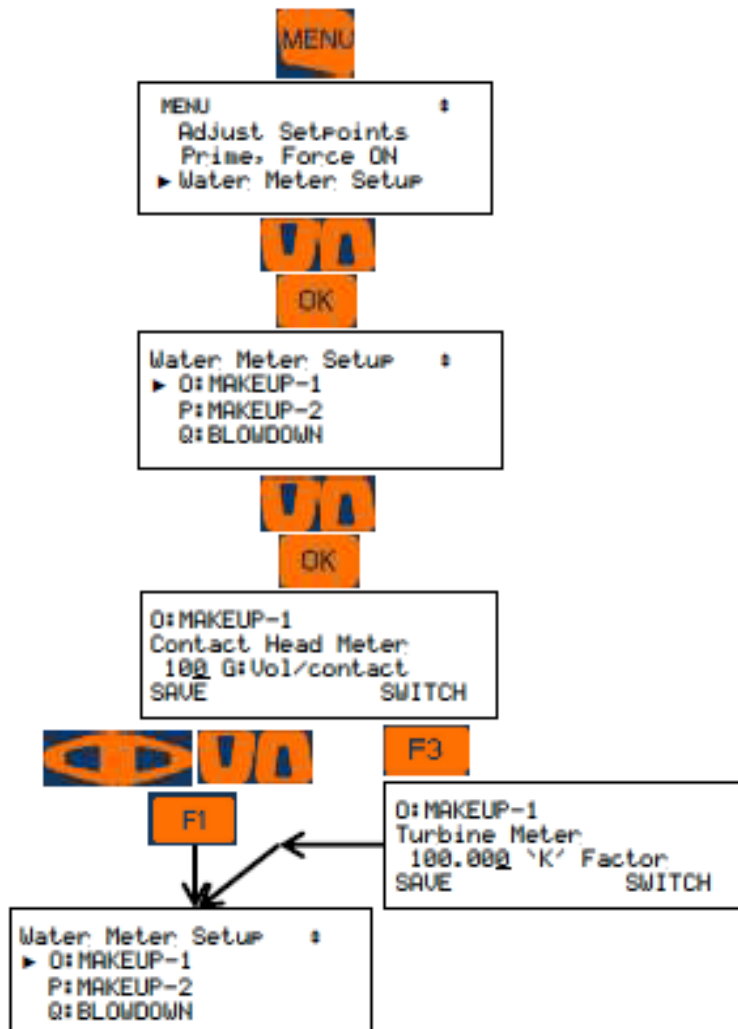 MENU
MENU
Adjust Setpoints
Prime, Force ON
Water Meter Setup
OK
Water Meter Setup
O:MAKEUP-1
P:MAKEUP-2
Q:BLOWDOWN
OK
O:MAKEUP-1
Contact Head Meter
100 G:Vol/contact
SAVE SWITCH
F3
F1
O:MAKEUP-1
Turbine Meter
100.000 `K' Factor
SAVE SWITCH
Water Meter Setup
O:MAKEUP-1
P:MAKEUP-2
Q:BLOWDOWN